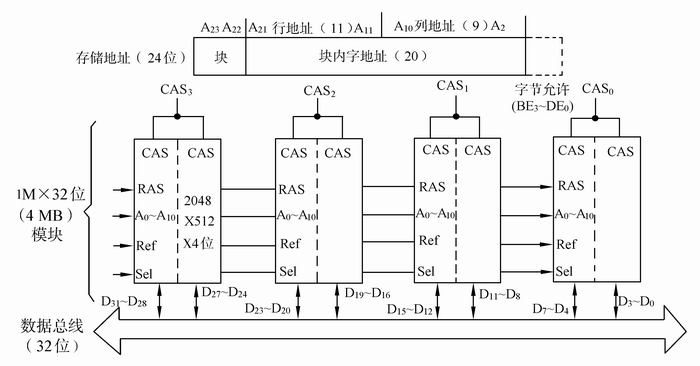 A23 A22 A21 行地址（11）A11 A10列地址（9）A2
存储地址（24位） 块 块内字地址（20）
字节允许
(BE3~DE0)
CAS3 CAS2 CAS1 CAS0
CAS CAS CAS CAS CAS CAS CAS CAS
1M×32位
（4 MB）
模块
RAS RAS RAS RAS
2048
A0~A10 X512 A0~A10 A0~A10 A0~A10
Ref X4位 Ref Ref Ref
Sel Sel Sel Sel
D31~D28 D27~D24 D23~D20 D19~D16 D15~D12 D11~D8 D7~D4 D3~D0
数据总线
（32位）